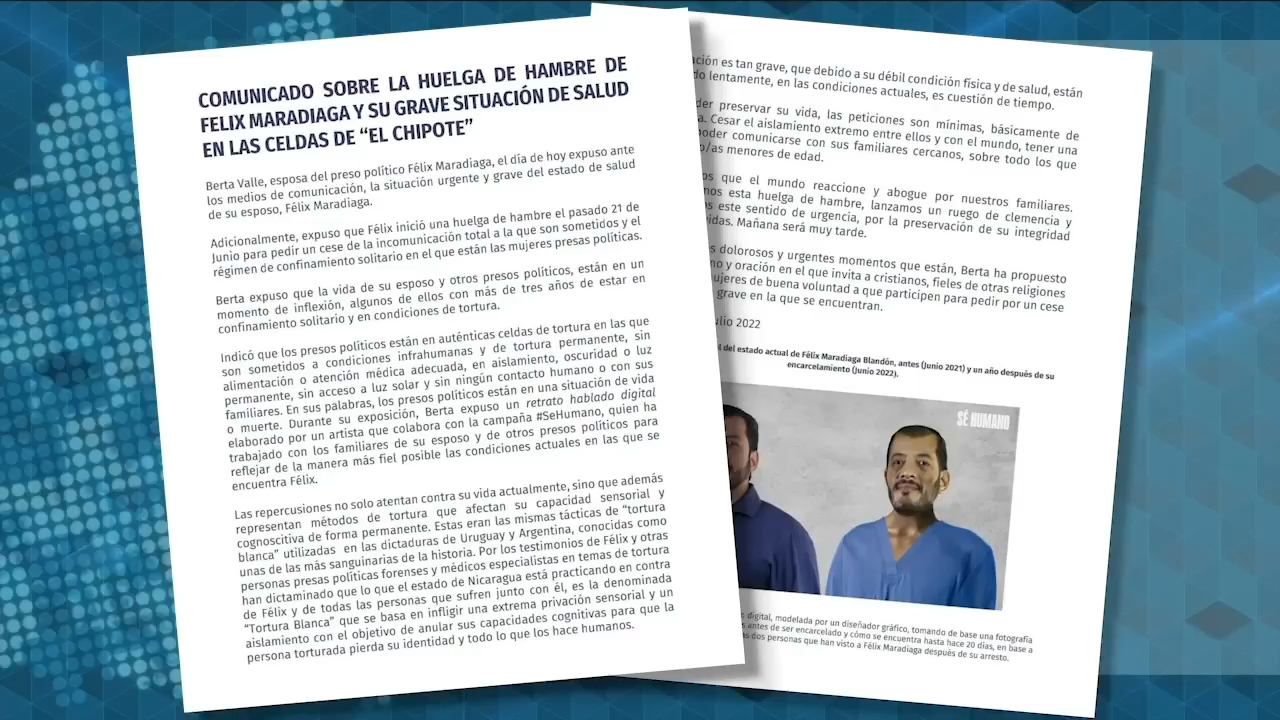 COMUNICADO SOBRE LA HUELGA DE HAMBRE DE
FELIX MARADIAGA Y SU GRAVE SITUACIÓN DE SALUD
EN LAS CELDAS DE “EL CHIPOTE”
Berta Valle, esposa del preso político Félix Maradiaga, el día de hoy expuso ante
los medios de comunicación, la situación urgente y grave del estado de salud
de su esposo, Félix Maradiaga.
Adicionalmente, expuso que Félix inició una huelga de hambre el pasado 21 de
Junio para pedir un cese de la incomunicación total a la que son sometidos y el
régimen de confinamiento solitario en el que están las mujeres presas políticas.
Berta expuso que la vida de su esposo y otros presos políticos, están en un
momento de inflexión, algunos de ellos con más de tres años de estar en
confinamiento solitario y en condiciones de tortura.
Indicó que los presos políticos están en auténticas celdas de tortura en las que
son sometidos a condiciones infrahumanas y de tortura permanente, sin
alimentación o atención médica adecuada, en aislamiento, oscuridad o luz
permanente, sin acceso a luz solar y sin ningún contacto humano o con sus
familiares. En sus palabras, los presos políticos están en una situación de vida
o muerte. Durante su exposición, Berta expuso un retrato hablado digital
elaborado por un artista que colabora con la campaña #SeHumano, quien ha
trabajado con los familiares de su esposo y de otros presos políticos para
reflejar de la manera más fiel posible las condiciones actuales en las que se
encuentra Félix.
Las repercusiones no solo atentan contra su vida actualmente, sino que además
representan métodos de tortura que afectan su capacidad sensorial y
cognoscitiva de forma permanente. Estas eran las mismas tácticas de “tortura
blanca” utilizadas en las dictaduras de Uruguay y Argentina, conocidas como
unas de las más sanguinarias de la historia. Por los testimonios de Félix y otras
personas presas políticas forenses y médicos especialistas en temas de tortura
han dictaminado que lo que el estado de Nicaragua está practicando en contra
de Félix y de todas las personas que sufren junto con él, es la denominada
“Tortura Blanca” que se basa en infligir una extrema privación sensorial y un
aislamiento con el objetivo de anular sus capacidades cognitivas para que la
persona torturada pierda su identidad y todo lo que los hace humanos.
ción es tan grave, que debido a su débil condición física y de salud, están
do lentamente, en las condiciones actuales, es cuestión de tiempo.
der preservar su vida, las peticiones son mínimas, básicamente de
a. Cesar el aislamiento extremo entre ellos y con el mundo, tener una
poder comunicarse con sus familiares cercanos, sobre todo los que
o/as menores de edad.
os que el mundo reaccione y abogue por nuestros familiares.
mos esta huelga de hambre, lanzamos un ruego de clemencia y
os este sentido de urgencia, por la preservación de su integridad
vidas. Mañana será muy tarde.
s dolorosos y urgentes momentos que están, Berta ha propuesto
no y oración en el que invita a cristianos, fieles de otras religiones
ujeres de buena voluntad a que participen para pedir por un cese
grave en la que se encuentran.
ulio 2022
l del estado actual de Félix Maradiaga Blandón, antes (Junio 2021) y un año después de su
encarcelamiento (Junio 2022).
SÉ HUMANO
digital, modelada por un diseñador gráfico, tomando de base una fotografía
s antes de ser encarcelado y cómo se encuentra hasta hace 20 días, en base a
as dos personas que han visto a Félix Maradiaga después de su arresto.